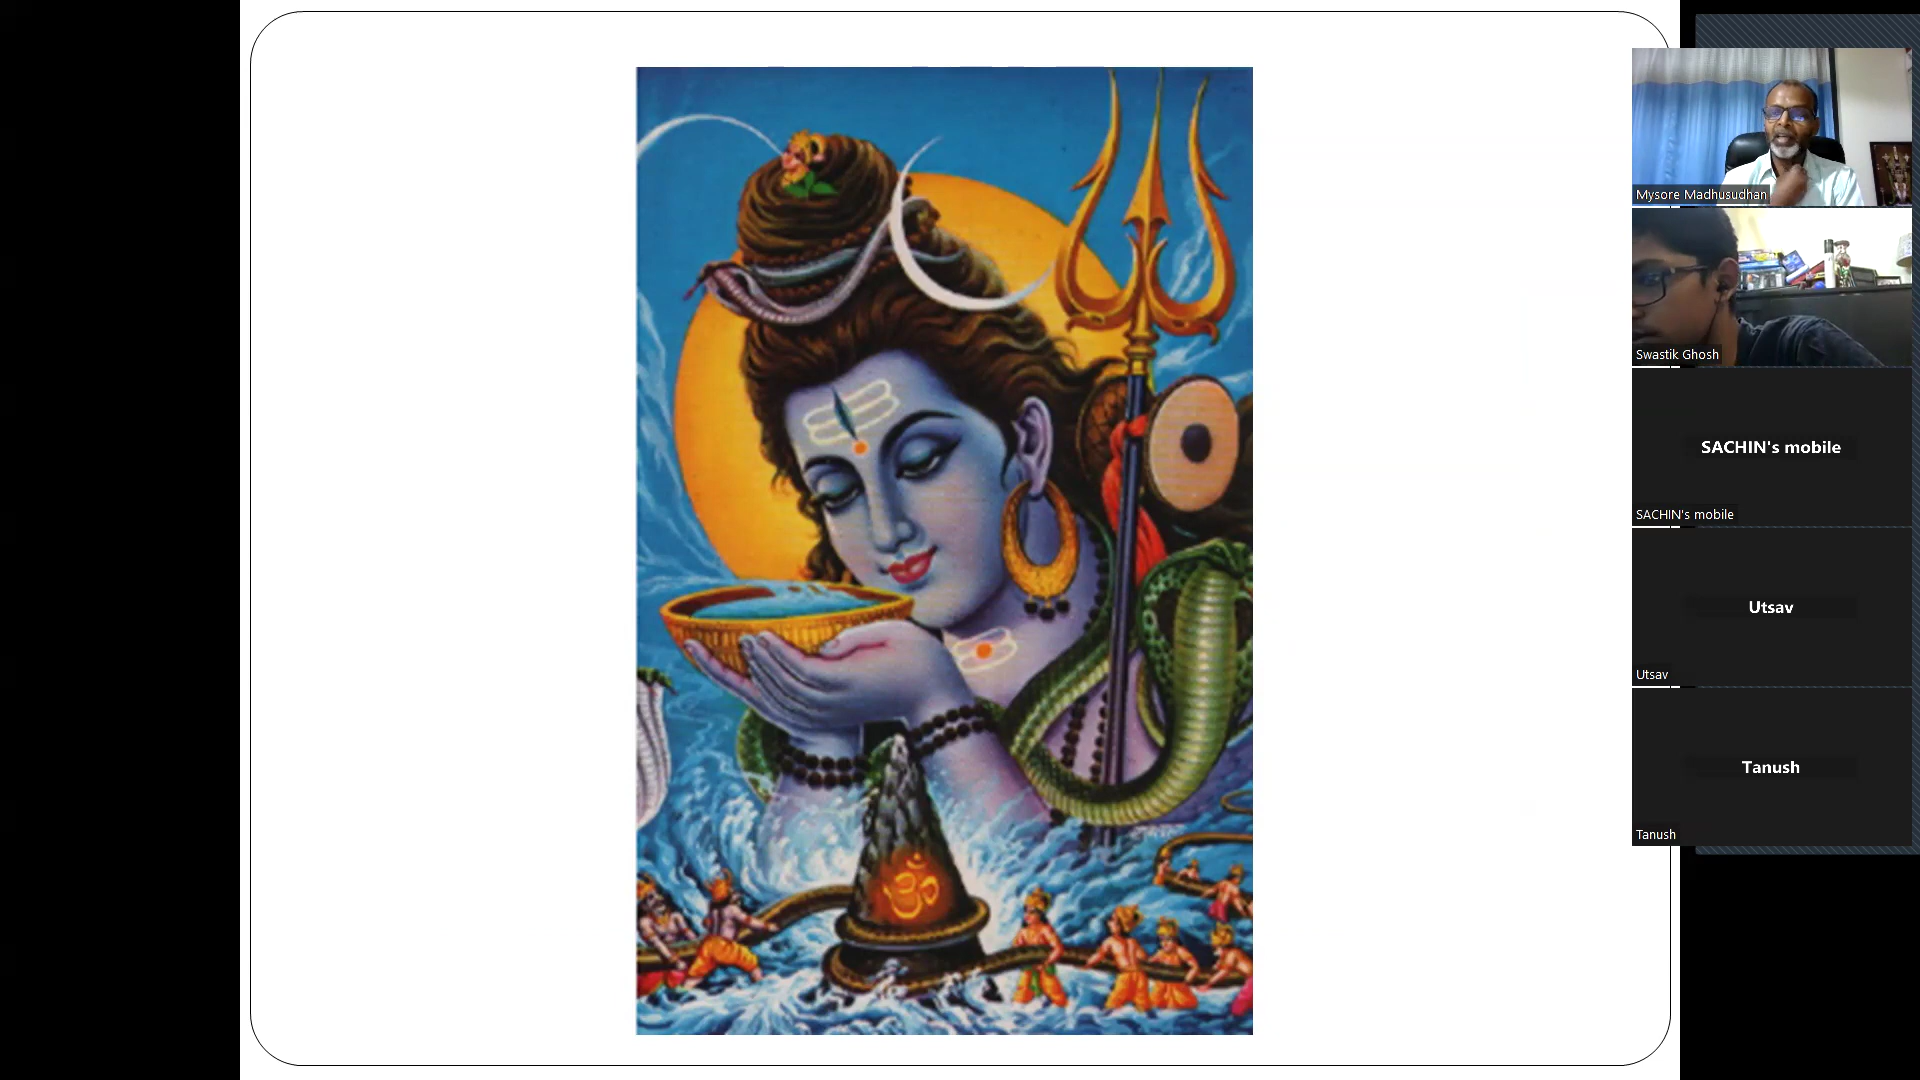 ॐ
Mysore Madhusudhan
Swastik Ghosh
SACHIN's mobile
SACHIN's mobile
Utsav
Utsav
Tanush
Tanush